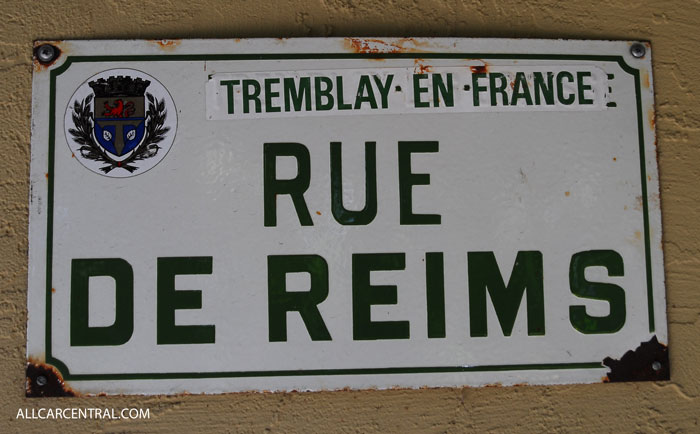 TREMBLAY·EN·FRANCE
RUE
DE REIMS
ALLCARCENTRAL.COM